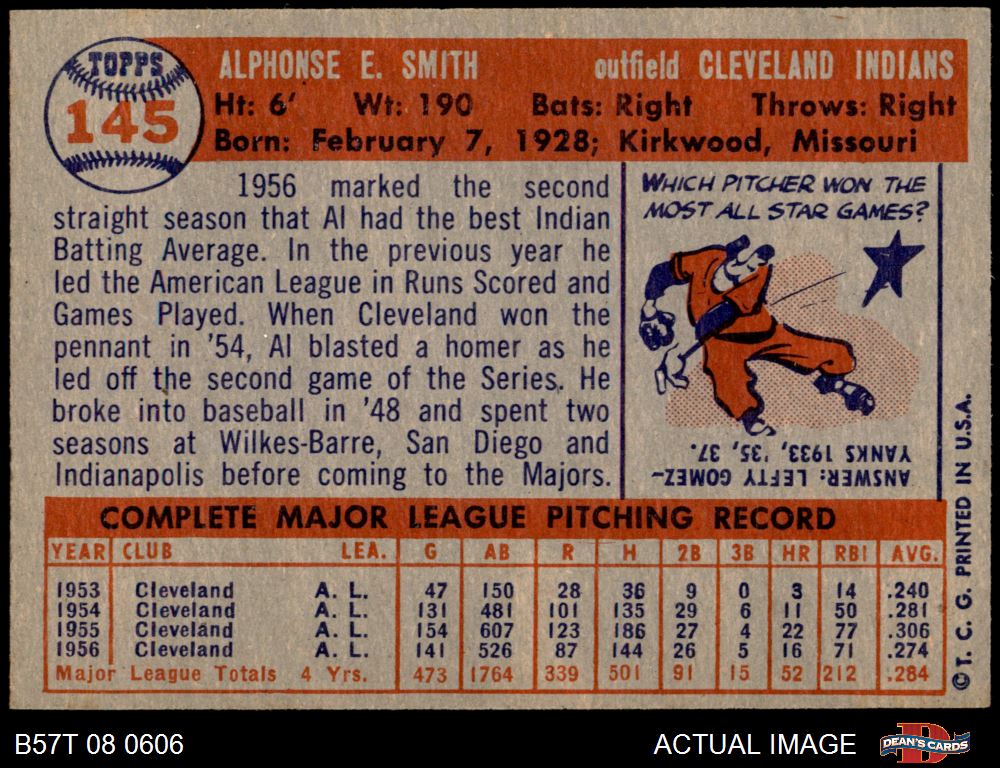 TOPPS
145
ALPHONSE E. SMITH outfield CLEVELAND INDIANS
Ht: 6' Wt: 190 Bats: Right Throws: Right
Born: February 7, 1928; Kirkwood, Missouri
1956 marked the second
straight season that Al had the best Indian
Batting Average. In the previous year he
led the American League in Runs Scored and
Games Played. When Cleveland won the
pennant in '54, Al blasted a homer as he
led off the second game of the Series. He
broke into baseball in '48 and spent two
seasons at Wilkes-Barre, San Diego and
Indianapolis before coming to the Majors.
WHICH PITCHER WON THE
MOST ALL STAR GAMES?
ANSWER: LEFTY GOMEZ—
YANKS 1933, '35, 37.
COMPLETE MAJOR LEAGUE PITCHING RECORD
YEAR CLUB LEA. G AB R H 2B 3B HR RBI AVG.
1953 Cleveland A. L. 47 150 28 36 9 0 3 14 .240
1954 Cleveland A. L. 131 481 101 135 29 6 11 50 .281
1955 Cleveland A. L. 154 607 123 186 27 4 22 77 .306
1956 Cleveland A. L. 141 526 87 144 26 5 16 71 .274
Major League Totals 4 Yrs. 473 1764 339 501 91 15 52 212 .284
©T. C. G. PRINTED IN U.S.A.
B57T 08 0606
ACTUAL IMAGE
DEAN'S CARDS